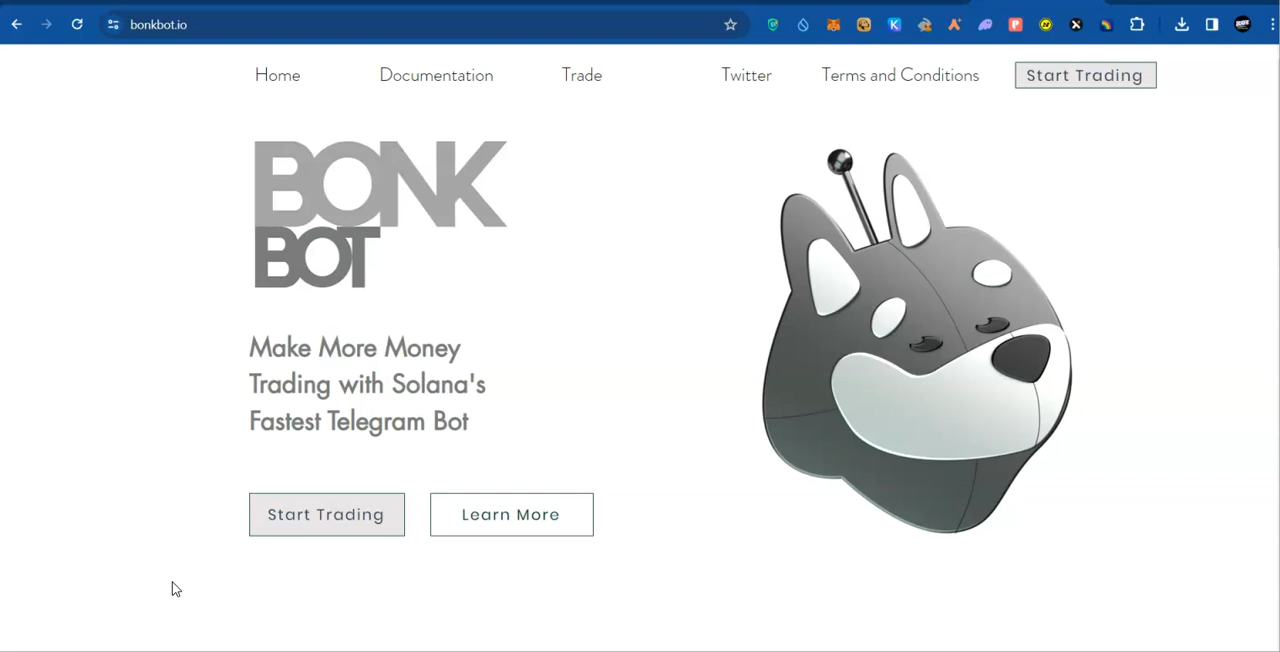 bonkbot.io
Home Documentation Trade Twitter Terms and Conditions Start Trading
BONK
BOT
Make More Money
Trading with Solana's
Fastest Telegram Bot
Start Trading Learn More